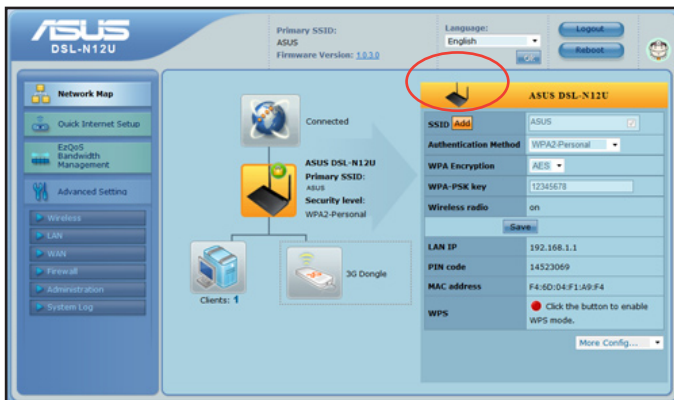 ASUS
DSL-N12U
Primary SSID:
ASUS
Firmware Version: 1.0.3.0
Language:
English
OK
Logout
Reboot
Network Map
Quick Internet Setup
EzQoS
Bandwidth
Management
Advanced Setting
Wireless
LAN
WAN
Firewall
Administration
System Log
Connected
ASUS DSL-N12U
Primary SSID:
ASUS
Security level:
WPA2-Personal
Clients: 1
3G Dongle
ASUS DSL-N12U
SSID Add ASUS
Authentication Method WPA2-Personal
WPA Encryption AES
WPA-PSK key 12345678
Wireless radio on
Save
LAN IP 192.168.1.1
PIN code 14523069
MAC address F4:6D:04:F1:A9:F4
WPS Click the button to enable
WPS mode.
More Config...